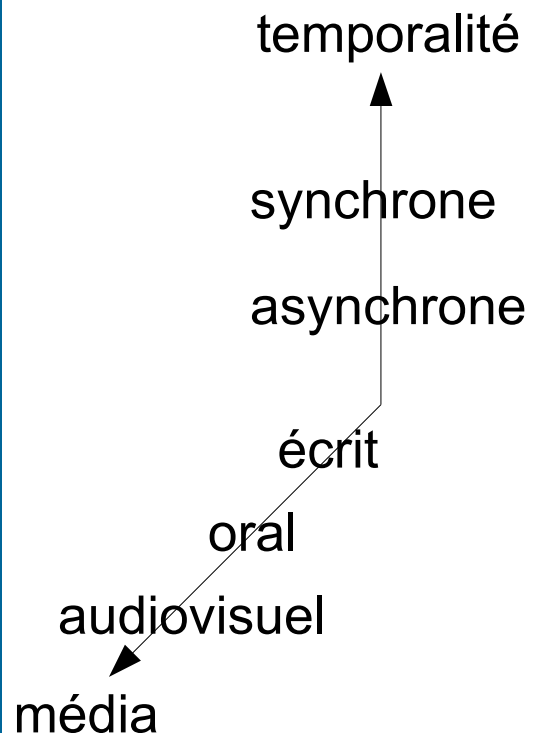 temporalité
synchrone
asynchrone
écrit
oral
audiovisuel
média